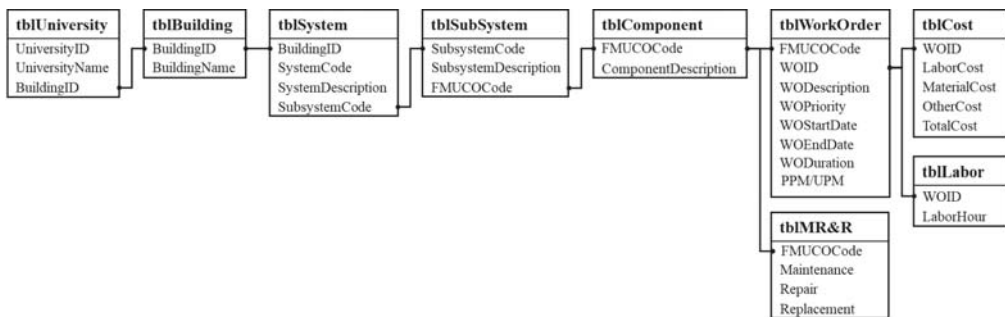 tblUniversity
UniversityID
UniversityName
BuildingID
tblBuilding
BuildingID
BuildingName
tblSystem
BuildingID
SystemCode
SystemDescription
SubsystemCode
tblSubSystem
SubsystemCode
SubsystemDescription
FMUCOCode
tblComponent
FMUCOCode
ComponentDescription
tblWorkOrder
FMUCOCode
WOID
WODescription
WOPriority
WOStartDate
WOEndDate
WODuration
PPM/UPM
tblCost
WOID
LaborCost
MaterialCost
OtherCost
TotalCost
tblLabor
WOID
LaborHour
tblMR&R
FMUCOCode
Maintenance
Repair
Replacement